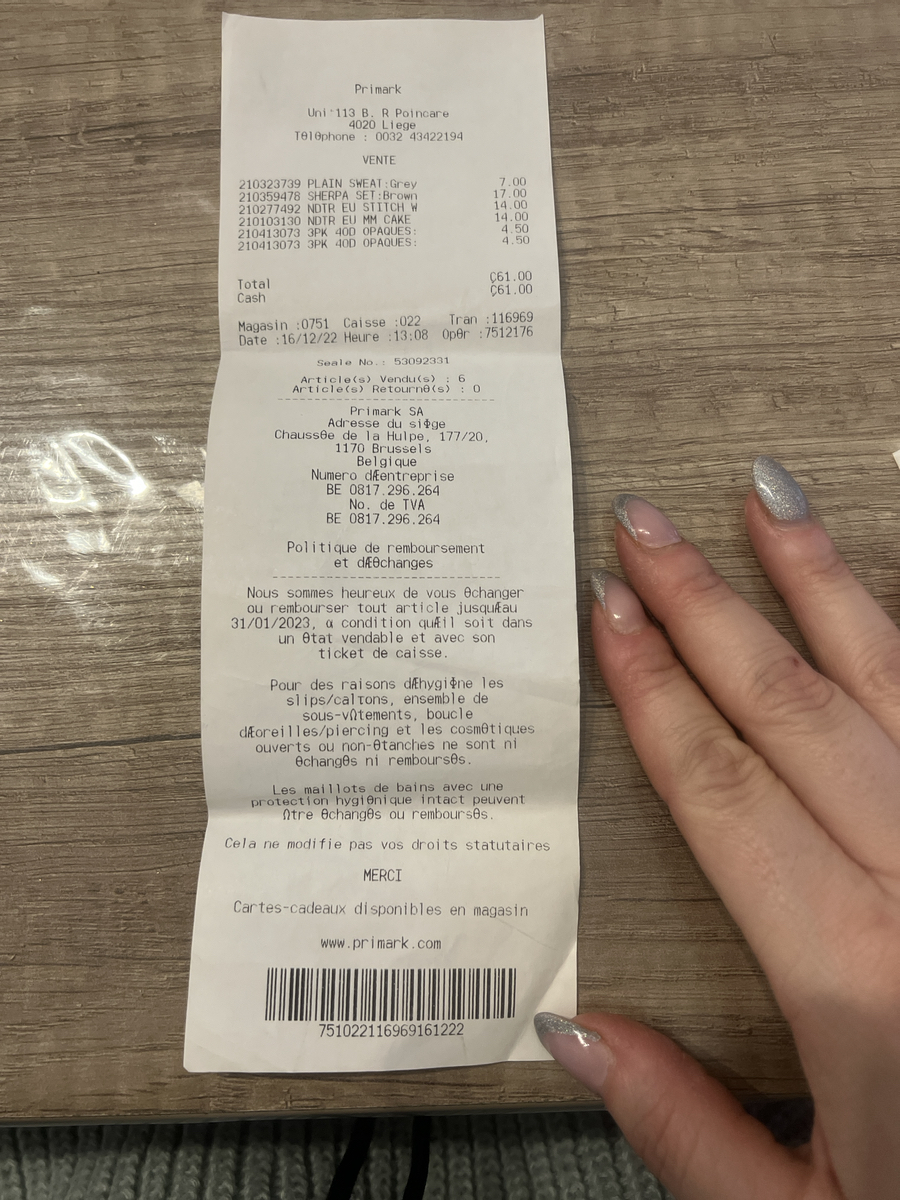 Primark
Uni 113 B. R Poincare
4020 Liege
TθlθPhone : 0032 43422194
VENTE
210323739 PLAIN SWEAT:Grey 7.00
210359478 SHERPA SET:Brown 17.00
210277492 NDTR EU STITCH W 14.00
210103130 NDTR EU MM CAKE 14.00
210413073 3PK 40D OPAQUES: 4.50
210413073 3PK 40D OPAQUES: 4.50
Total Ç61.00
Cash Ç61.00
Magasin :0751 Caisse :022 Tran :116969
Date :16/12/22 Heure :13:08 Opθr :7512176
Seale No.: 53092331
Article(s) Vendu(s) : 6
Article(s) Retournθ(s) : 0
Primark SA
Adresse du siΦge
Chaussθe de la Hulpe, 177/20,
1170 Brussels
Belgique
Numero dÆentreprise
BE 0817.296.264
No. de TVA
BE 0817.296.264
Politique de remboursement
et dÆθchanges
Nous sommes heureux de vous θchanger
ou rembourser tout article jusquÆau
31/01/2023, α condition quÆil soit dans
un θtat vendable et avec son
ticket de caisse.
Pour des raisons dÆhygiΦne les
slips/calτons, ensemble de
sous-vΩtements, boucle
dÆoreilles/piercing et les cosmθtiques
ouverts ou non-θtanches ne sont ni
θchangθs ni remboursθs.
Les maillots de bains avec une
protection hygiθnique intact peuvent
Ωtre θchangθs ou remboursθs.
Cela ne modifie pas vos droits statutaires
MERCI
Cartes-cadeaux disponibles en magasin
www.primark.com
751022116969161222